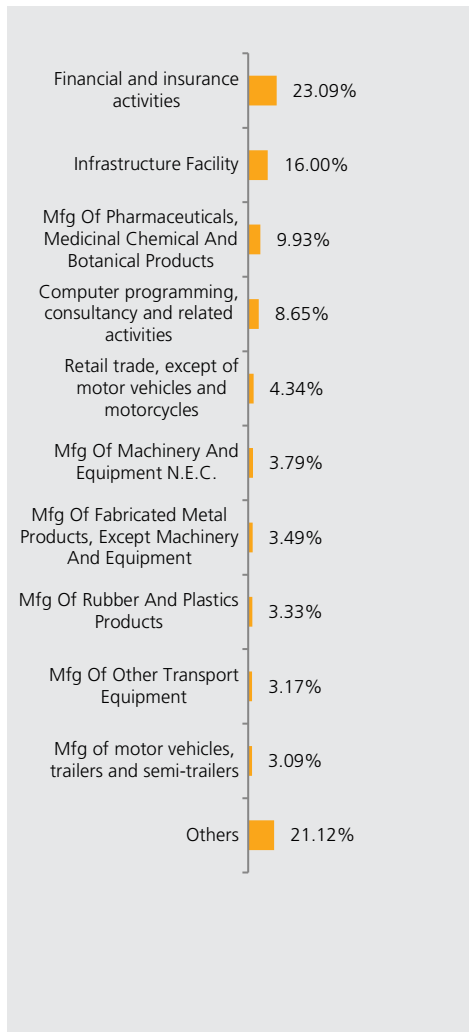 Financial and insurance
activities
23.09%
Infrastructure Facility
16.00%
Mfg Of Pharmaceuticals,
Medicinal Chemical And
Botanical Products
9.93%
Computer programming,
consultancy and related
activities
8.65%
Retail trade, except of
motor vehicles and
motorcycles
4.34%
Mfg Of Machinery And
Equipment N.E.C.
3.79%
Mfg Of Fabricated Metal
Products, Except Machinery
And Equipment
3.49%
Mfg Of Rubber And Plastics
Products
3.33%
Mfg Of Other Transport
Equipment
3.17%
Mfg of motor vehicles,
trailers and semi-trailers
3.09%
Others
21.12%